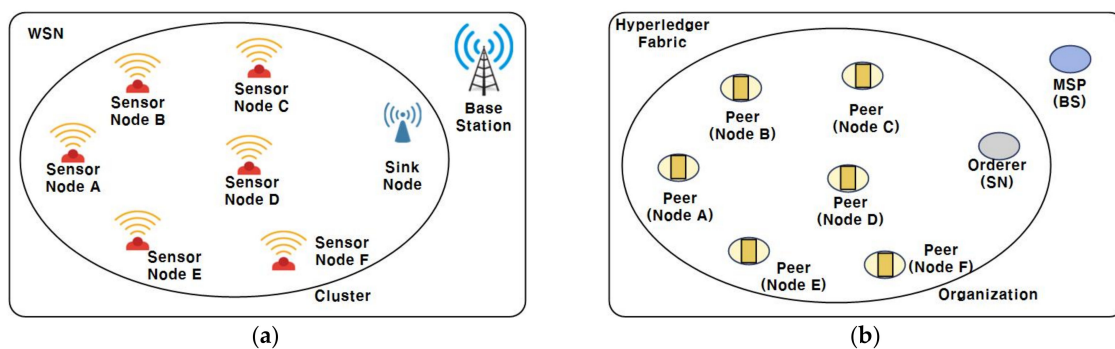 WSN
Sensor
Node B
Sensor
Node C
Base
Station
Sensor
Node A
Sensor
Node D
Sink
Node
Sensor
Node E
Sensor
Node F
Cluster
(a)
Hyperledger
Fabric
Peer
(Node B)
Peer
(Node C)
MSP
(BS)
Peer
(Node A)
Peer
(Node D)
Orderer
(SN)
Peer
(Node E)
Peer
(Node F)
Organization
(b)